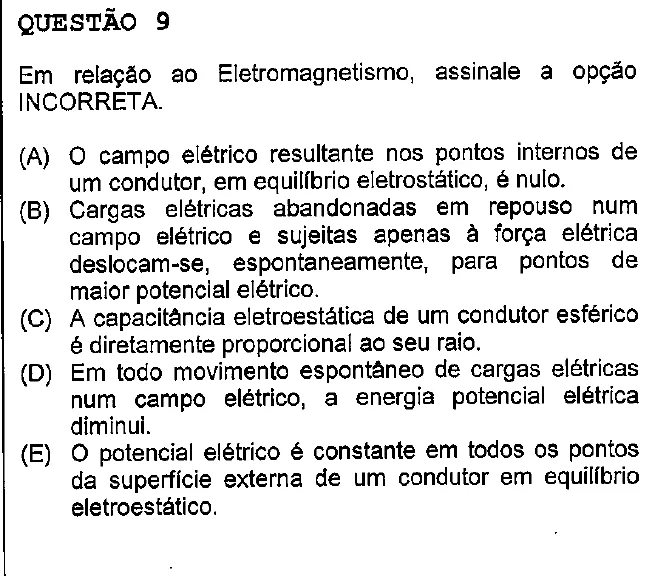 QUESTÃO 9
Em relação ao Eletromagnetismo, assinale a opção
INCORRETA.
(A) O campo elétrico resultante nos pontos internos de
um condutor, em equilíbrio eletrostático, é nulo.
(B) Cargas elétricas abandonadas em repouso num
campo elétrico e sujeitas apenas à força elétrica
deslocam-se, espontaneamente, para pontos de
maior potencial elétrico.
(C) A capacitância eletroestática de um condutor esférico
é diretamente proporcional ao seu raio.
(D) Em todo movimento espontâneo de cargas elétricas
num campo elétrico, a energia potencial elétrica
diminui.
(E) O potencial elétrico é constante em todos os pontos
da superfície externa de um condutor em equilíbrio
eletroestático.